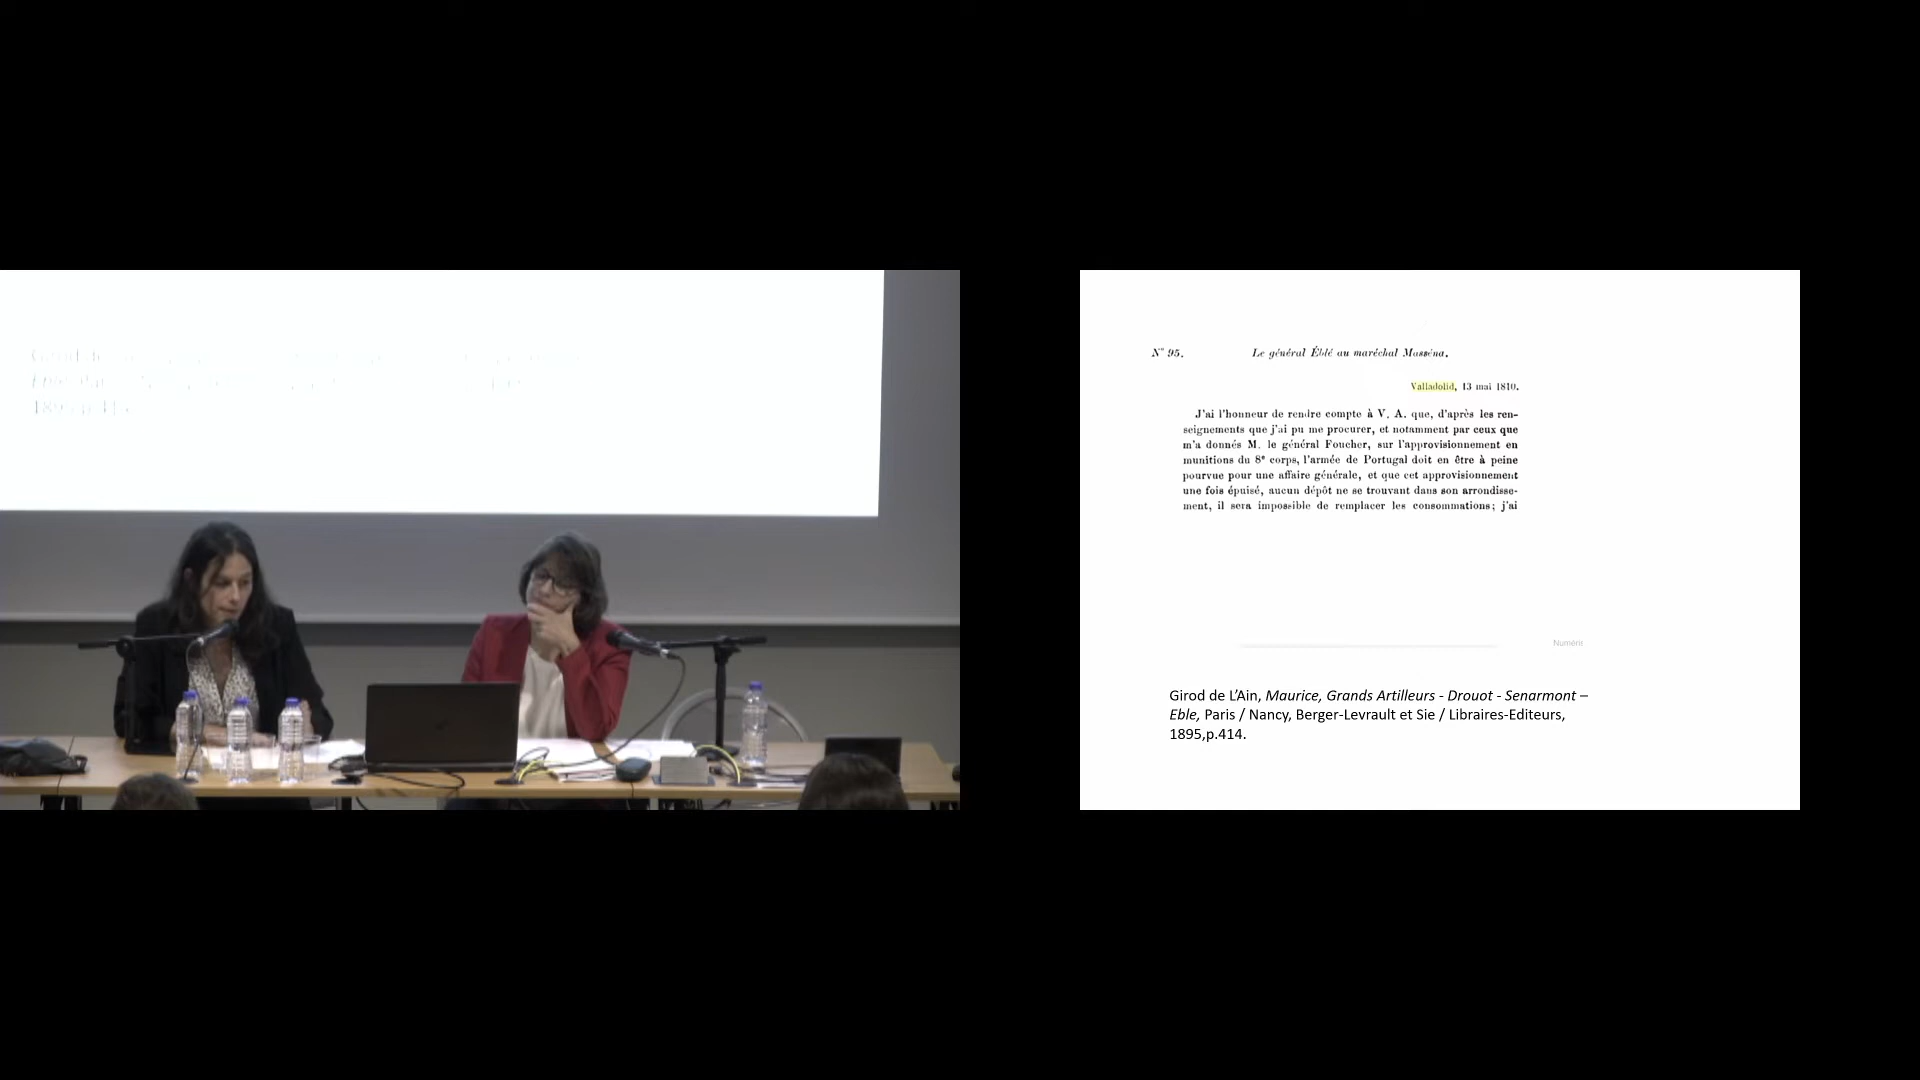 N° 95.
Le général Éblé au maréchal Masséna.
Valladolid, 13 mai 1810.
J'ai l'honneur de rendre compte à V. A. que, d'après les ren-
seignements que j'ai pu me procurer, et notamment par ceux que
m'a donnés M. le général Foucher, sur l'approvisionnement en
munitions du 8e corps, l'armée de Portugal doit en être à peine
pourvue pour une affaire générale, et que cet approvisionnement
une fois épuisé, aucun dépôt ne se trouvant dans son arrondisse-
ment, il sera impossible de remplacer les consommations; j'ai
Numéri
Girod de L'Ain, Maurice, Grands Artilleurs - Drouot - Senarmont –
Eble, Paris / Nancy, Berger-Levrault et Sie / Libraires-Editeurs,
1895,p.414.